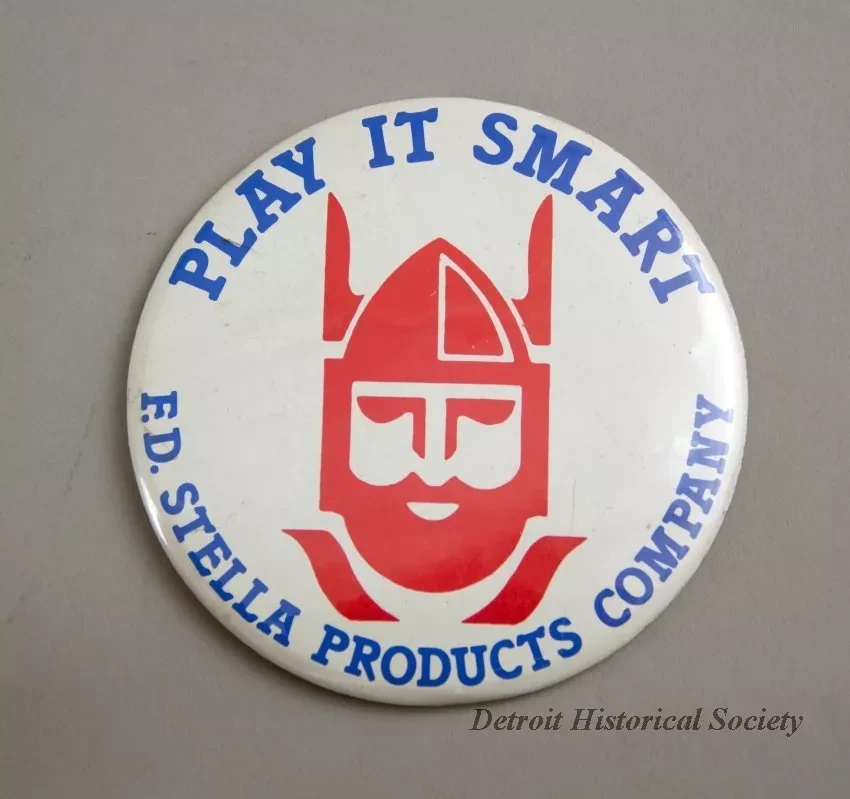 PLAY IT SMART
F.D. STELLA PRODUCTS COMPANY
Detroit Historical Society